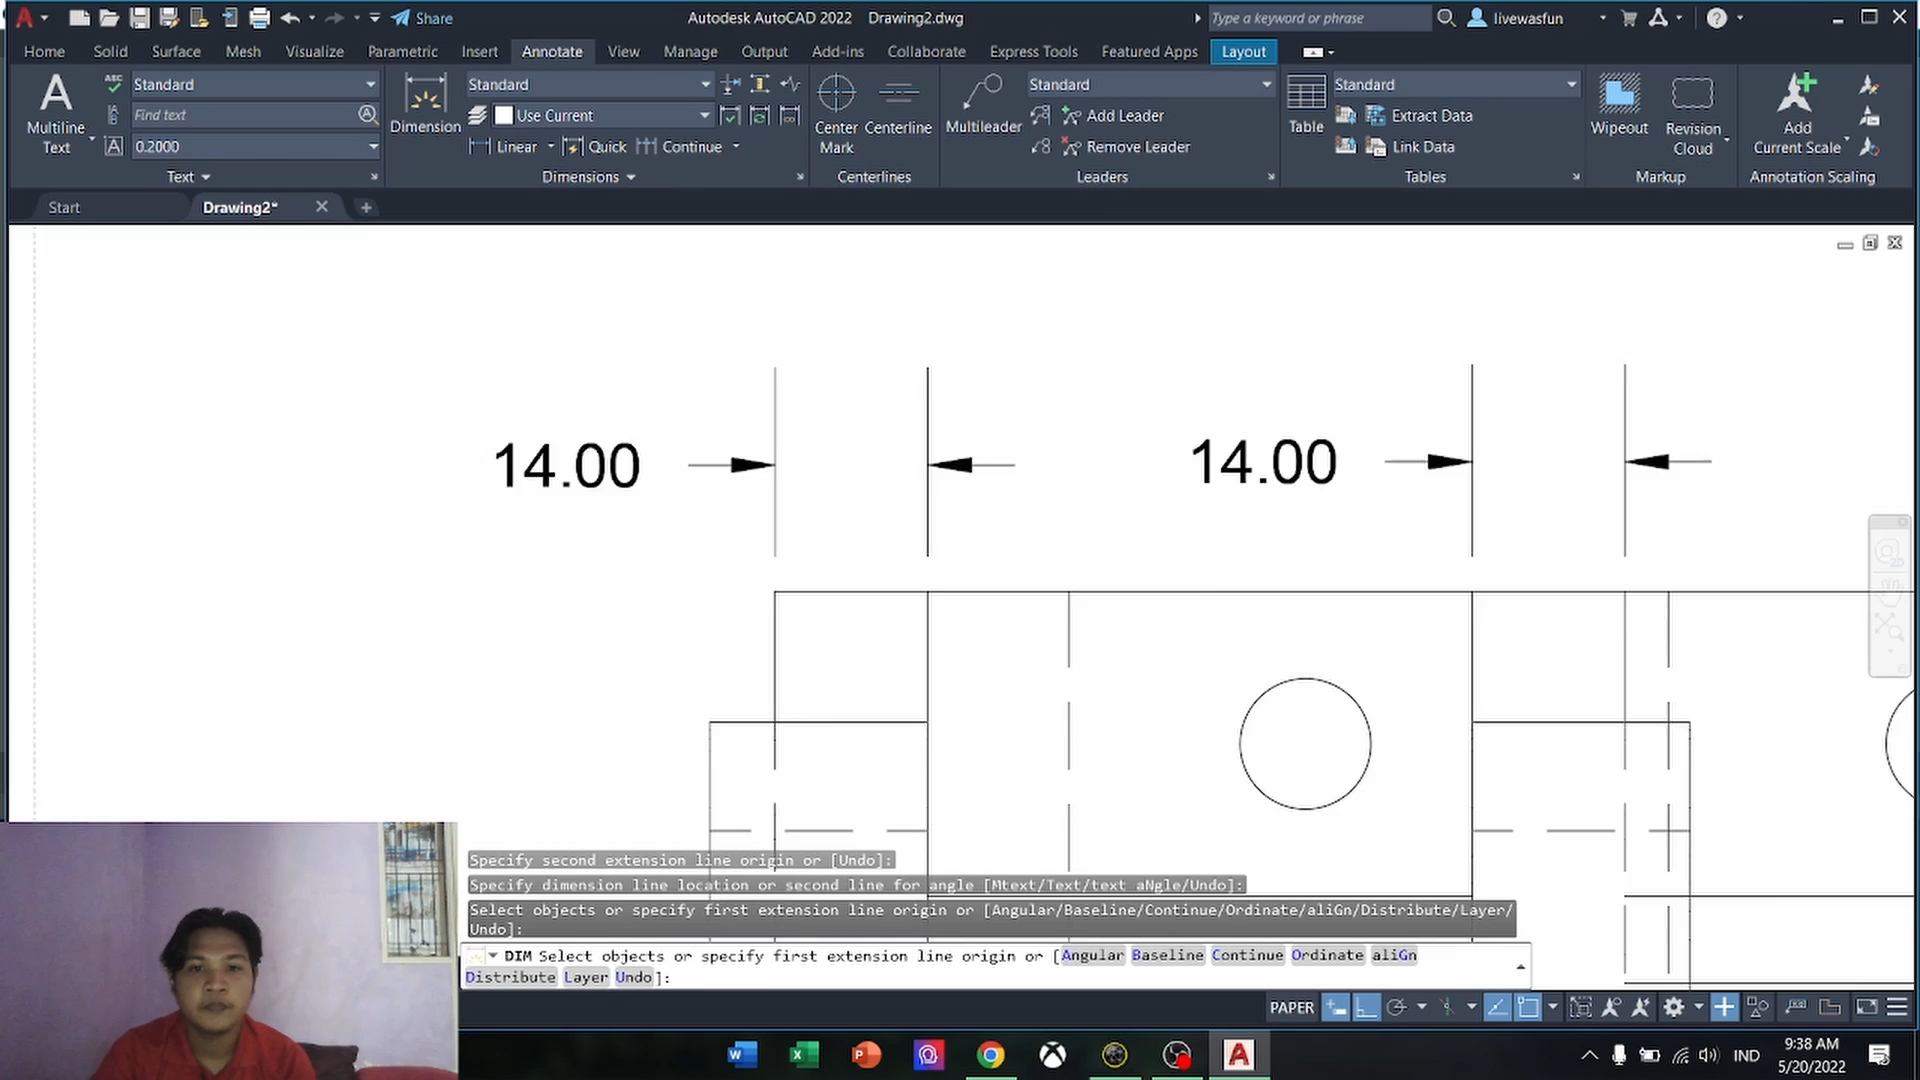 Share
Autodesk AutoCAD 2022 Drawing2.dwg
Type a keyword or phrase
livewasfun
Home Solid Surface Mesh Visualize Parametric Insert Annotate View Manage Output Add-ins Collaborate Express Tools Featured Apps Layout
Multiline Text
ABC Standard
Find text
0.2000
Text
Dimension
Standard
Use Current
Linear Quick Continue
Dimensions
Center Mark
Centerline
Centerlines
Multileader
Standard
Add Leader
Remove Leader
Leaders
Table
Standard
Extract Data
Link Data
Tables
Wipeout
Revision Cloud
Markup
Add Current Scale
Annotation Scaling
Start Drawing2*
14.00 14.00
Specify second extension line origin or [Undo]:
Specify dimension line location or second line for angle [Mtext/Text/text aNgle/Undo]:
Select objects or specify first extension line origin or [Angular/Baseline/Continue/Ordinate/aliGn/Distribute/Layer/
Undo]:
DIM Select objects or specify first extension line origin or [Angular Baseline Continue Ordinate aliGn
Distribute Layer Undo]:
PAPER
IND
9:38 AM
5/20/2022